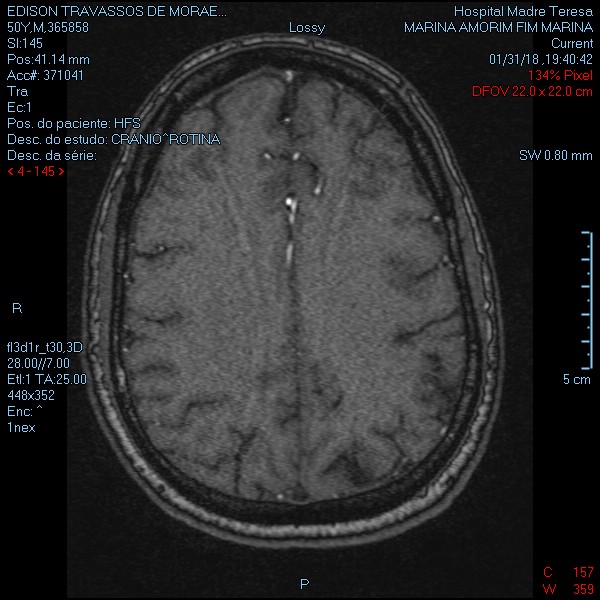 EDISON TRAVASSOS DE MORAE...
50Y,M,365858
Sl:145
Pos:41.14 mm
Acc#: 371041
Tra
Ec:1
Pos. do paciente: HFS
Desc. do estudo: CRANIO^ROTINA
Desc. da série:
< 4 - 145 >
Lossy
Hospital Madre Teresa
MARINA AMORIM FIM MARINA
Current
01/31/18 ,19:40:42
134% Pixel
DFOV 22.0 x 22.0 cm
SW 0.80 mm
R
fl3d1r_t30,3D
28.00//7.00
Etl:1 TA:25.00
448x352
Enc: ^
1nex
5 cm
P
C 157
W 359